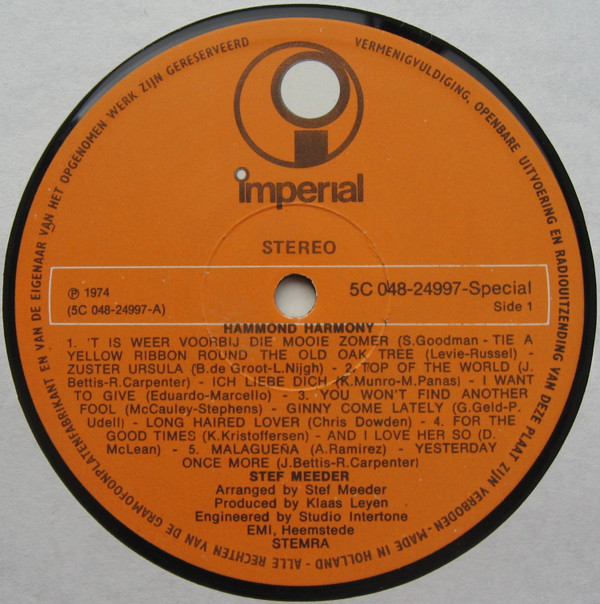 imperial
STEREO
℗ 1974
(5C 048-24997-A)
5C 048-24997-Special
Side 1
HAMMOND HARMONY
1. 'T IS WEER VOORBIJ DIE MOOIE ZOMER (S.Goodman - TIE A
YELLOW RIBBON ROUND THE OLD OAK TREE (Levie-Russel) -
ZUSTER URSULA (B.de Groot-L.Nijgh) - 2. TOP OF THE WORLD (J.
Bettis-R.Carpenter) - ICH LIEBE DICH (K.Munro-M.Panas) - I WANT
TO GIVE (Eduardo-Marcello) - 3. YOU WON'T FIND ANOTHER
FOOL (McCauley-Stephens) - GINNY COME LATELY (G.Geld-P.
Udell) - LONG HAIRED LOVER (Chris Dowden) - 4. FOR THE
GOOD TIMES (K.Kristoffersen) - AND I LOVE HER SO (D.
McLean) - 5. MALAGUEÑA (A.Ramirez) - YESTERDAY
ONCE MORE (J.Bettis-R.Carpenter)
STEF MEEDER
Arranged by Stef Meeder
Produced by Klaas Leyen
Engineered by Studio Intertone
EMI, Heemstede
STEMRA
ALLE RECHTEN VAN DE GRAMOFOONPLATENFABRIKANT EN VAN DE EIGENAAR VAN HET OPGENOMEN WERK ZIJN GERESERVEERD
VERMENIGVULDIGING, OPENBARE UITVOERING EN RADIOUITZENDING VAN DEZE PLAAT ZIJN VERBODEN - MADE IN HOLLAND -